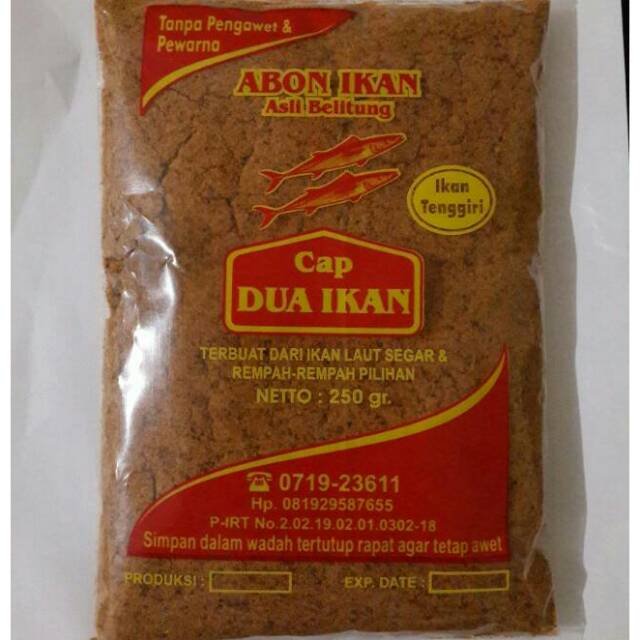 Tanpa Pengawet &
Pewarna
ABON IKAN
Asli Belitung
Ikan
Tenggiri
Cap
DUA IKAN
TERBUAT DARI IKAN LAUT SEGAR &
REMPAH-REMPAH PILIHAN
NETTO : 250 gr.
☎ 0719-23611
Hp. 081929587655
P-IRT No.2.02.19.02.01.0302-18
Simpan dalam wadah tertutup rapat agar tetap awet
PRODUKSI :
EXP. DATE :